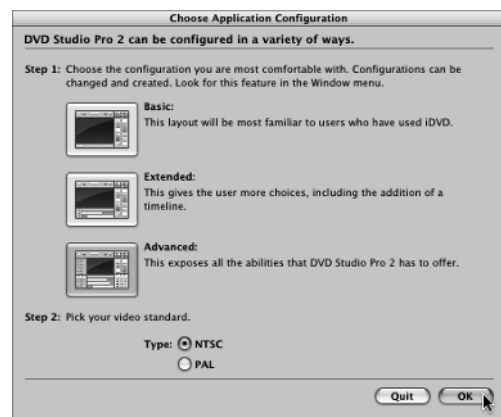 Choose Application Configuration
DVD Studio Pro 2 can be configured in a variety of ways.
Step 1: Choose the configuration you are most comfortable with. Configurations can be
changed and created. Look for this feature in the Window menu.
Basic:
This layout will be most familiar to users who have used iDVD.
Extended:
This gives the user more choices, including the addition of a
timeline.
Advanced:
This exposes all the abilities that DVD Studio Pro 2 has to offer.
Step 2: Pick your video standard.
Type: NTSC
PAL
Quit OK